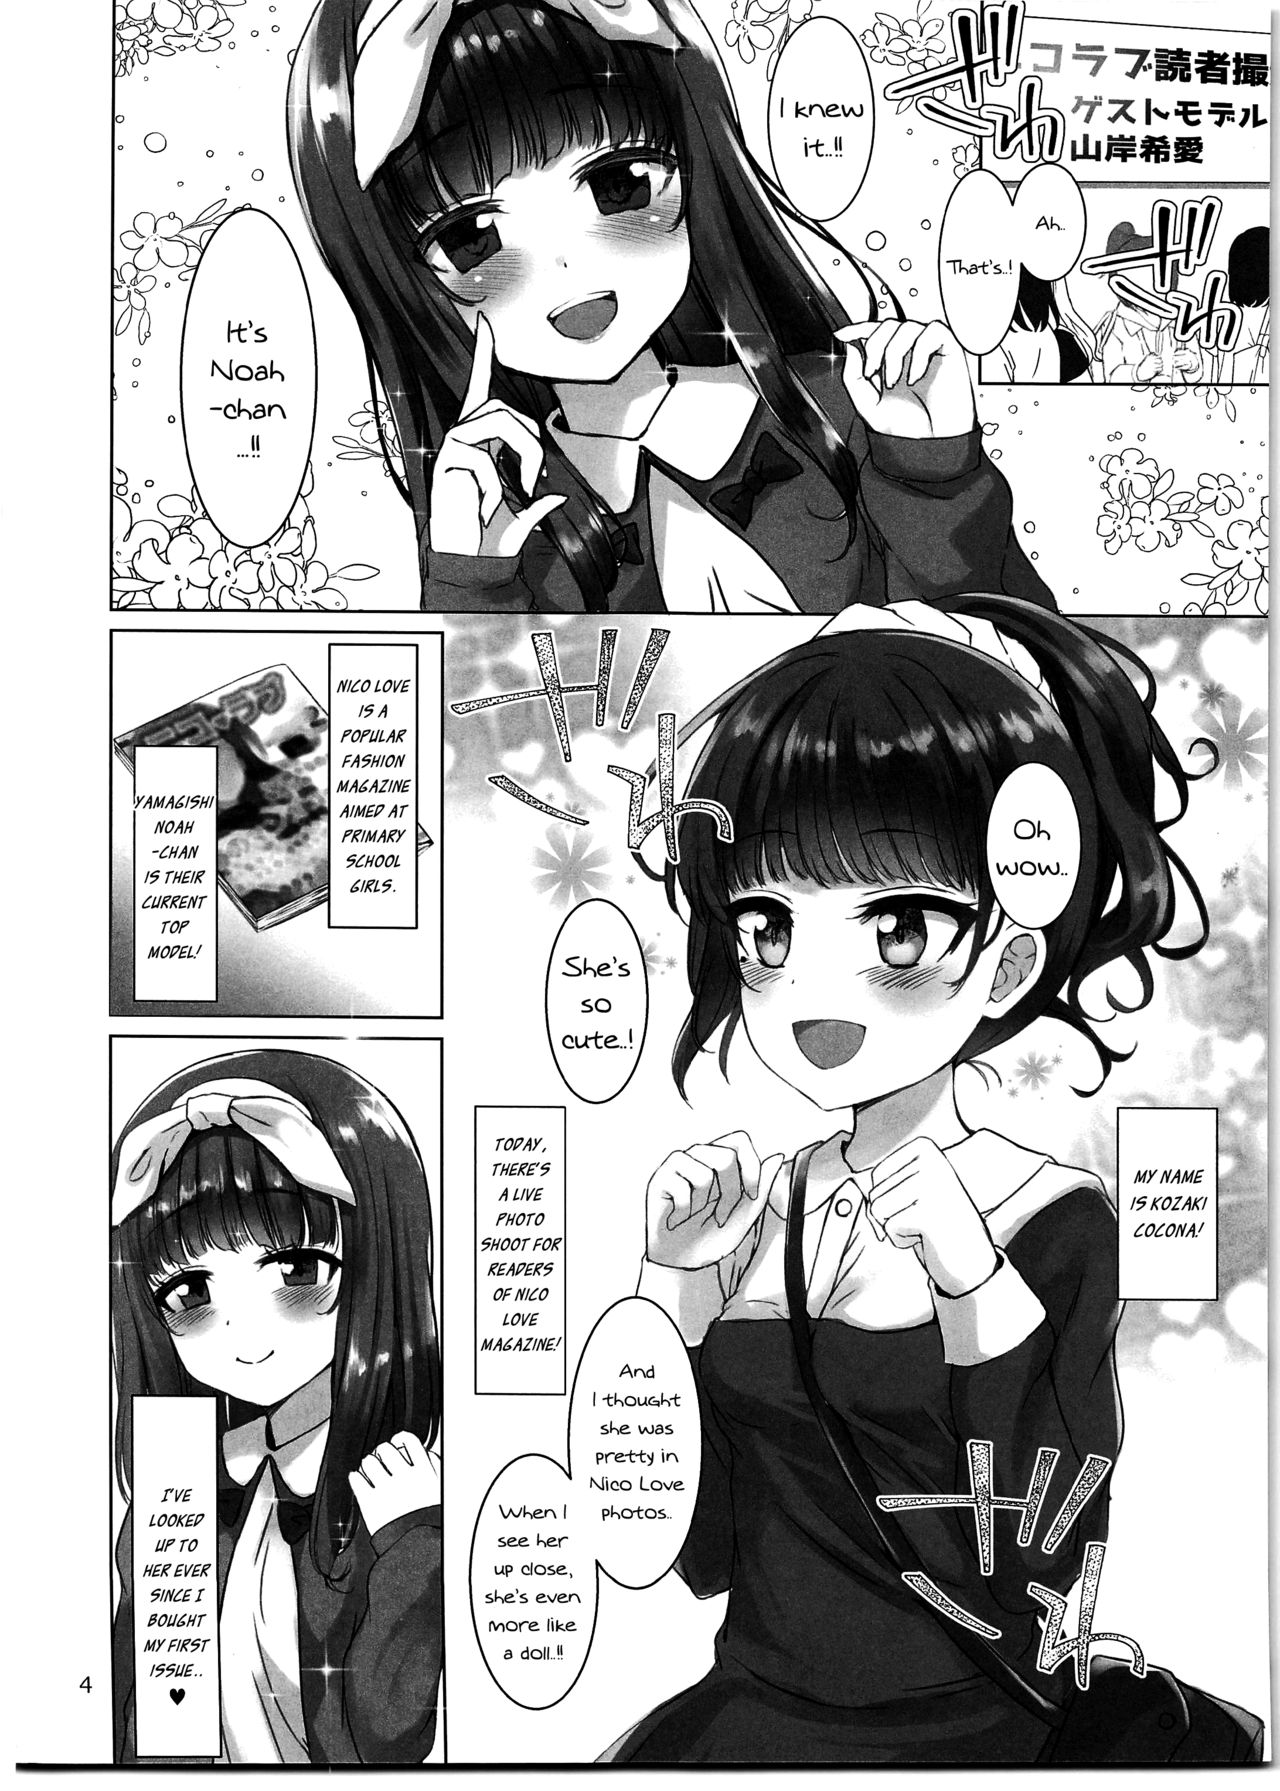 コラブ読者撮
ゲストモデル
山岸希愛
ザ
わ
ザ
わ
Ah..
That's..!
I knew
it..!!
It's
Noah
-chan
...!!
Oh
wow..
She's
so
cute..!
MY NAME
IS KOZAKI
COCONA!
TODAY,
THERE'S
A LIVE
PHOTO
SHOOT FOR
READERS
OF NICO
LOVE
MAGAZINE!
And
I thought
she was
pretty in
Nico Love
photos..
When I
see her
up close,
she's even
more like
a doll..!!
NICO LOVE
IS A
POPULAR
FASHION
MAGAZINE
AIMED AT
PRIMARY
SCHOOL
GIRLS.
YAMAGISHI
NOAH
-CHAN
IS THEIR
CURRENT
TOP
MODEL!
I'VE
LOOKED
UP TO
HER EVER
SINCE I
BOUGHT
MY FIRST
ISSUE..
♥
4